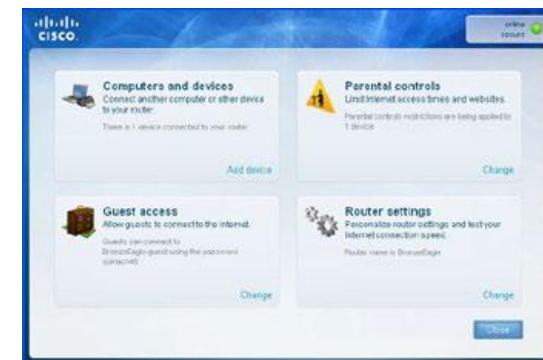 CISCO.
online
secure
Computers and devices
Connect another computer or other device
to your router.
There is 1 device connected to your router
Add device
Parental controls
Limit Internet access times and websites.
Parental controls restrictions are being applied to
1 device
Change
Guest access
Allow guests to connect to the internet
Guests can connect to
BronzeEagle-guest using the password
Change
Router settings
Personalize router settings and test your
Internet connection speed.
Router name is BronzeEagle
Change
Close